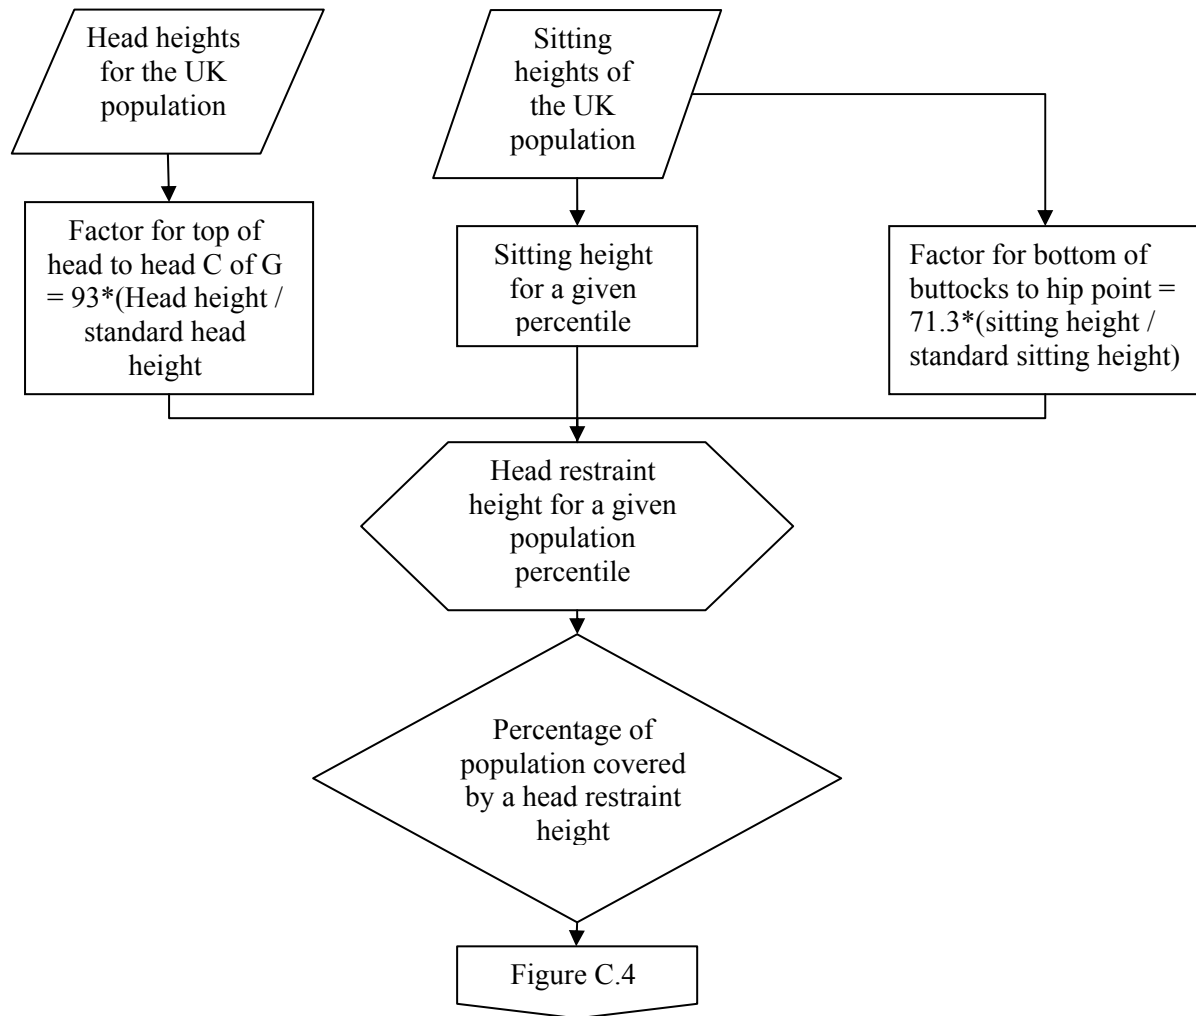 Head heights
for the UK
population
Sitting
heights of
the UK
population
Factor for top of
head to head C of G
= 93*(Head height /
standard head
height
Sitting height
for a given
percentile
Factor for bottom of
buttocks to hip point =
71.3*(sitting height /
standard sitting height)
Head restraint
height for a given
population
percentile
Percentage of
population covered
by a head restraint
height
Figure C.4